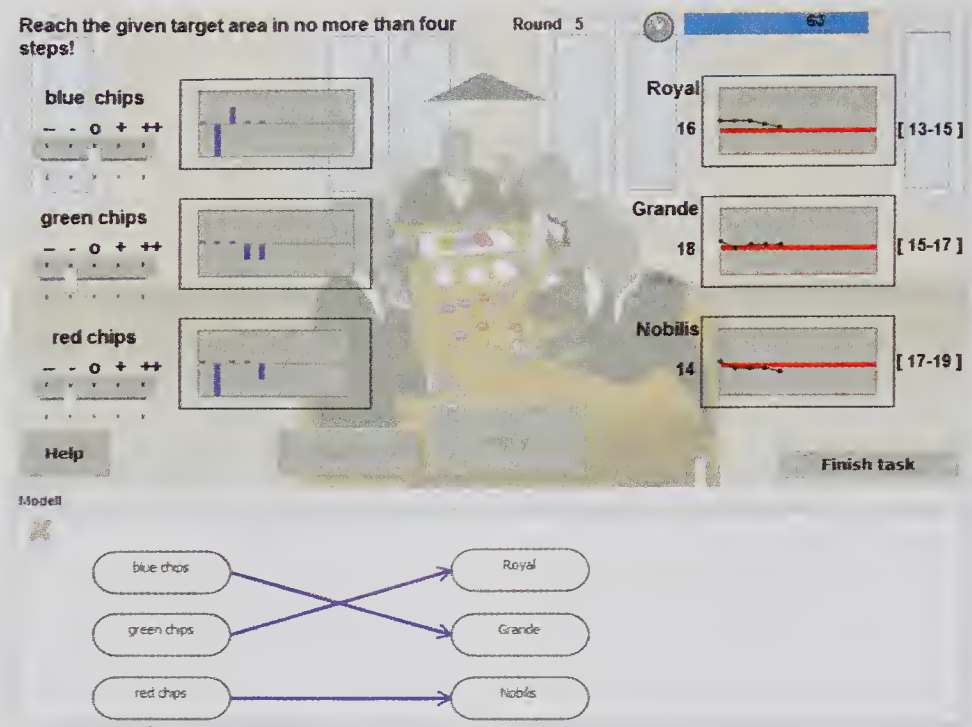 Reach the given target area in no more than four
steps!
Round 5
63
blue chips
- - - o + ++
Royal
16
[ 13-15 ]
green chips
- - - o + ++
Grande
18
[ 15-17 ]
red chips
- - - o + ++
Nobilis
14
[ 17-19 ]
Help
Finish task
Modell
blue chips
Royal
green chips
Grande
red chips
Nobilis